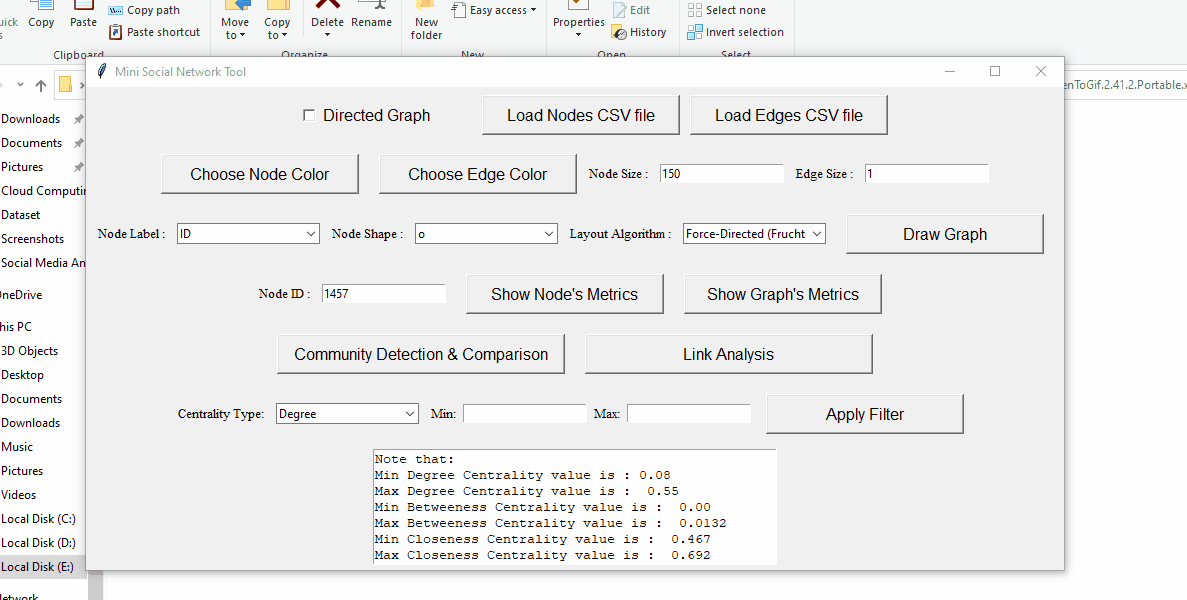 Copy path
Easy access
Edit
Select none
Copy
Paste
Paste shortcut
Move to
Copy to
Delete
Rename
New folder
Properties
History
Invert selection
Clipboard
Organize
New
Open
Select
Mini Social Network Tool
enToGif.2.41.2.Portable.x
Directed Graph
Load Nodes CSV file
Load Edges CSV file
Choose Node Color
Choose Edge Color
Node Size :
150
Edge Size :
1
Node Label :
ID
Node Shape :
o
Layout Algorithm :
Force-Directed (Frucht
Draw Graph
Node ID :
1457
Show Node's Metrics
Show Graph's Metrics
Community Detection & Comparison
Link Analysis
Centrality Type:
Degree
Min:
Max:
Apply Filter
Note that:
Min Degree Centrality value is : 0.08
Max Degree Centrality value is :  0.55
Min Betweeness Centrality value is :  0.00
Max Betweeness Centrality value is :  0.0132
Min Closeness Centrality value is :  0.467
Max Closeness Centrality value is :  0.692
Downloads
Documents
Pictures
Cloud Computin
Dataset
Screenshots
Social Media An
OneDrive
his PC
3D Objects
Desktop
Documents
Downloads
Music
Pictures
Videos
Local Disk (C:)
Local Disk (D:)
Local Disk (E:)